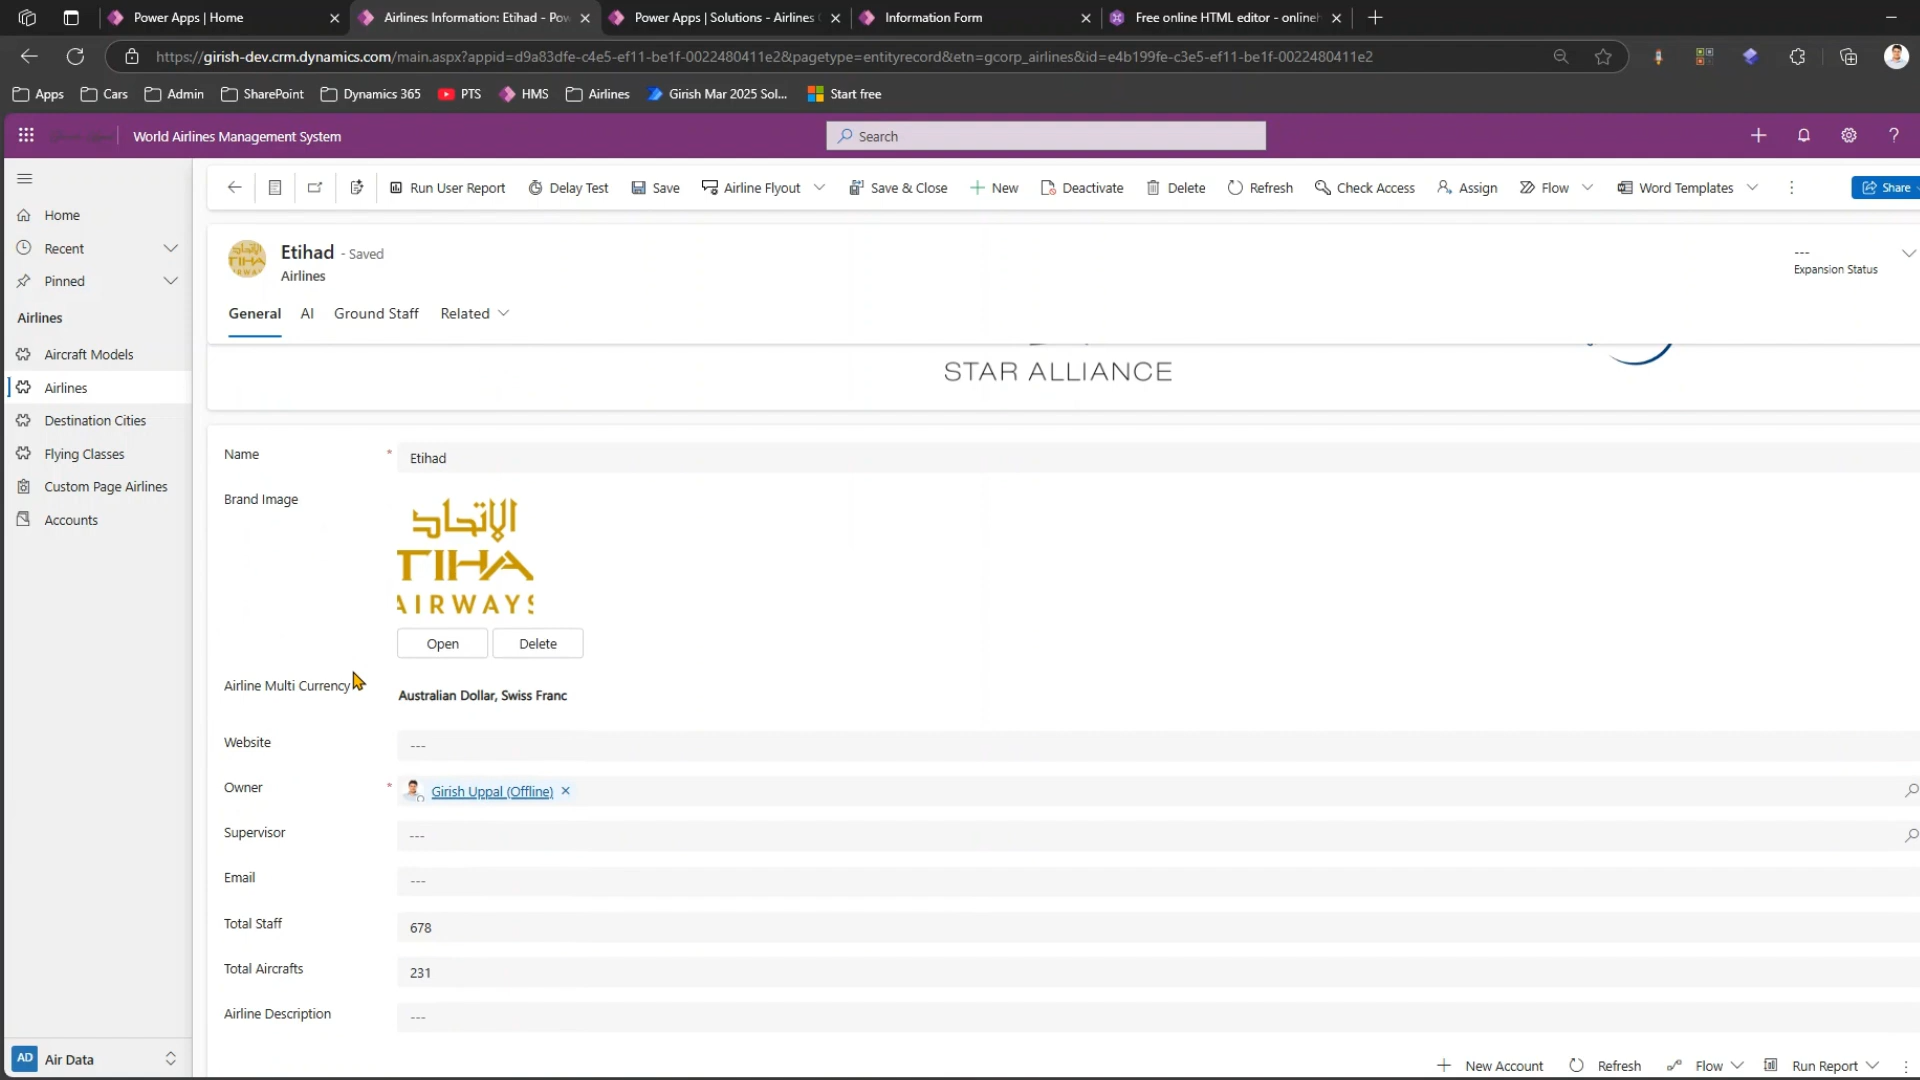 Power Apps | Home
Airlines: Information: Etihad - Pow
Power Apps | Solutions - Airlines
Information Form
Free online HTML editor - onlineh
https://girish-dev.crm.dynamics.com/main.aspx?appid=d9a83dfe-c4e5-ef11-be1f-0022480411e2&pagetype=entityrecord&etn=gcorp_airlines&id=e4b199fe-c3e5-ef11-be1f-0022480411e2
Apps
Cars
Admin
SharePoint
Dynamics 365
PTS
HMS
Airlines
Girish Mar 2025 Sol...
Start free
World Airlines Management System
Search
Run User Report
Delay Test
Save
Airline Flyout
Save & Close
New
Deactivate
Delete
Refresh
Check Access
Assign
Flow
Word Templates
Share
Home
Recent
Pinned
Airlines
Aircraft Models
Airlines
Destination Cities
Flying Classes
Custom Page Airlines
Accounts
AD Air Data
Etihad - Saved
Airlines
---
Expansion Status
General
AI
Ground Staff
Related
STAR ALLIANCE
Name * Etihad
Brand Image
الإتحاد
TIHA
AIRWAYS
Open
Delete
Airline Multi Currency Australian Dollar, Swiss Franc
Website ---
Owner * Girish Uppal (Offline)
Supervisor ---
Email ---
Total Staff 678
Total Aircrafts 231
Airline Description ---
New Account
Refresh
Flow
Run Report